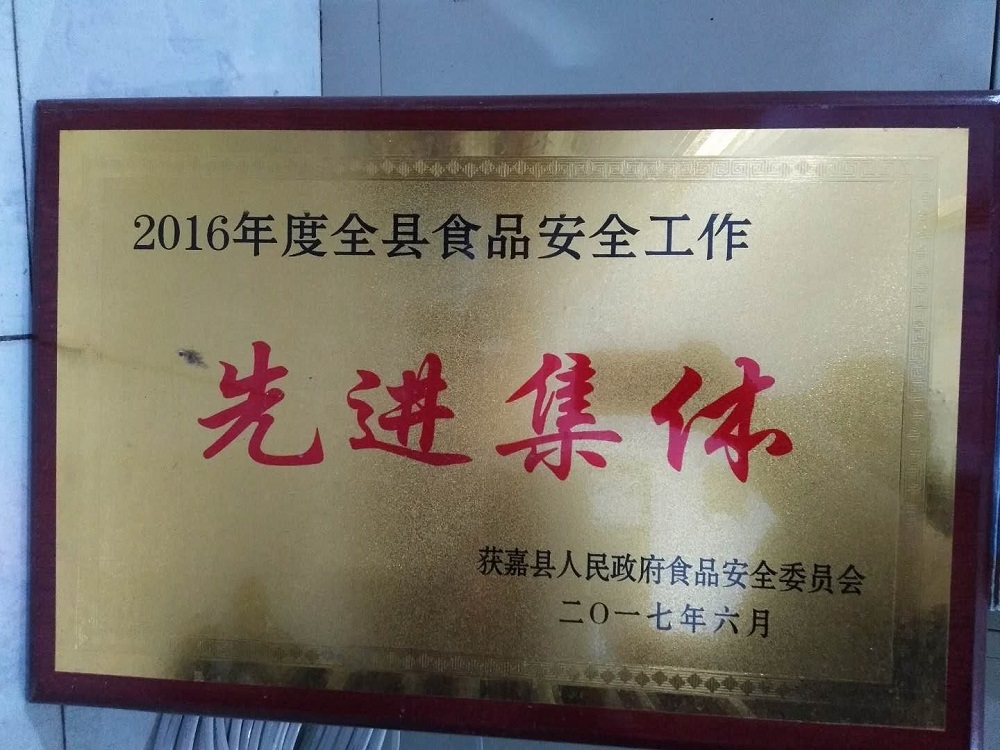 2016年度全县食品安全工作
先进集体
获嘉县人民政府食品安全委员会
二〇一七年六月